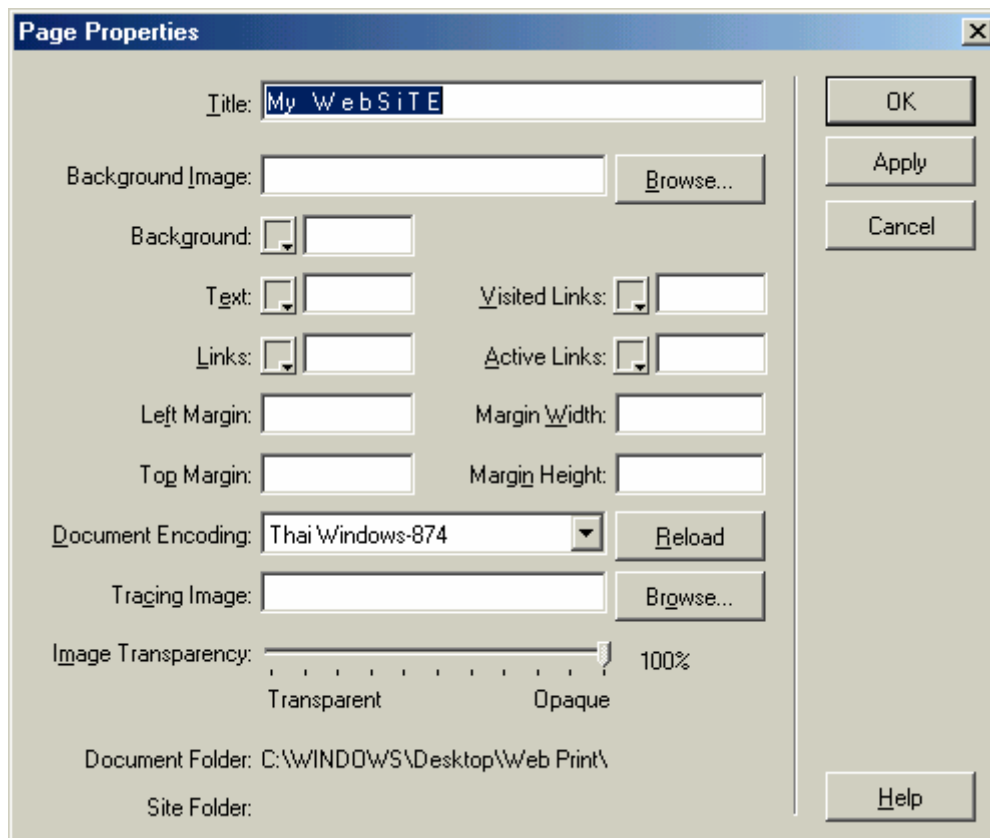 Page Properties
Title: My WebSiTE
OK
Background Image:
Browse...
Apply
Background:
Cancel
Text:
Visited Links:
Links:
Active Links:
Left Margin:
Margin Width:
Top Margin:
Margin Height:
Document Encoding: Thai Windows-874
Reload
Tracing Image:
Browse...
Image Transparency:
100%
Transparent
Opaque
Document Folder: C:\WINDOWS\Desktop\Web Print\
Site Folder:
Help